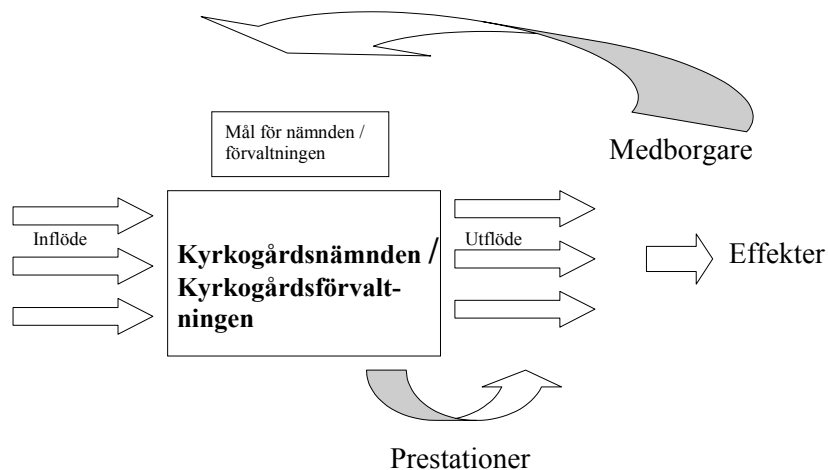 Mål för nämnden /
förvaltningen
Medborgare
Inflöde
Kyrkogårdsnämnden /
Kyrkogårdsförvalt-
ningen
Utflöde
Effekter
Prestationer